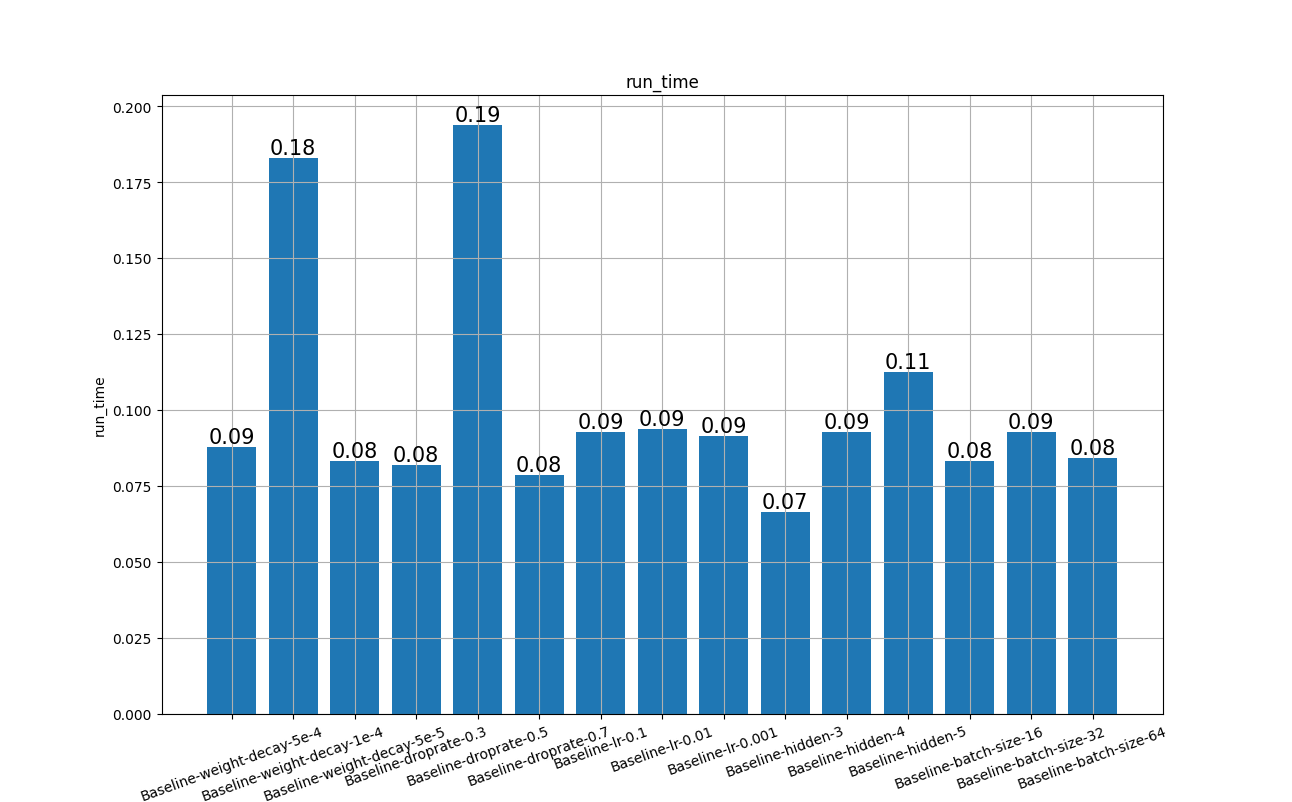 run_time
run_time
0.200
0.175
0.150
0.125
0.100
0.075
0.050
0.025
0.000
0.09
0.18
0.08
0.08
0.19
0.08
0.09
0.09
0.09
0.07
0.09
0.11
0.08
0.09
0.08
Baseline-weight-decay-5e-4
Baseline-weight-decay-1e-4
Baseline-weight-decay-5e-5
Baseline-droprate-0.3
Baseline-droprate-0.5
Baseline-droprate-0.7
Baseline-lr-0.1
Baseline-lr-0.01
Baseline-lr-0.001
Baseline-hidden-3
Baseline-hidden-4
Baseline-hidden-5
Baseline-batch-size-16
Baseline-batch-size-32
Baseline-batch-size-64